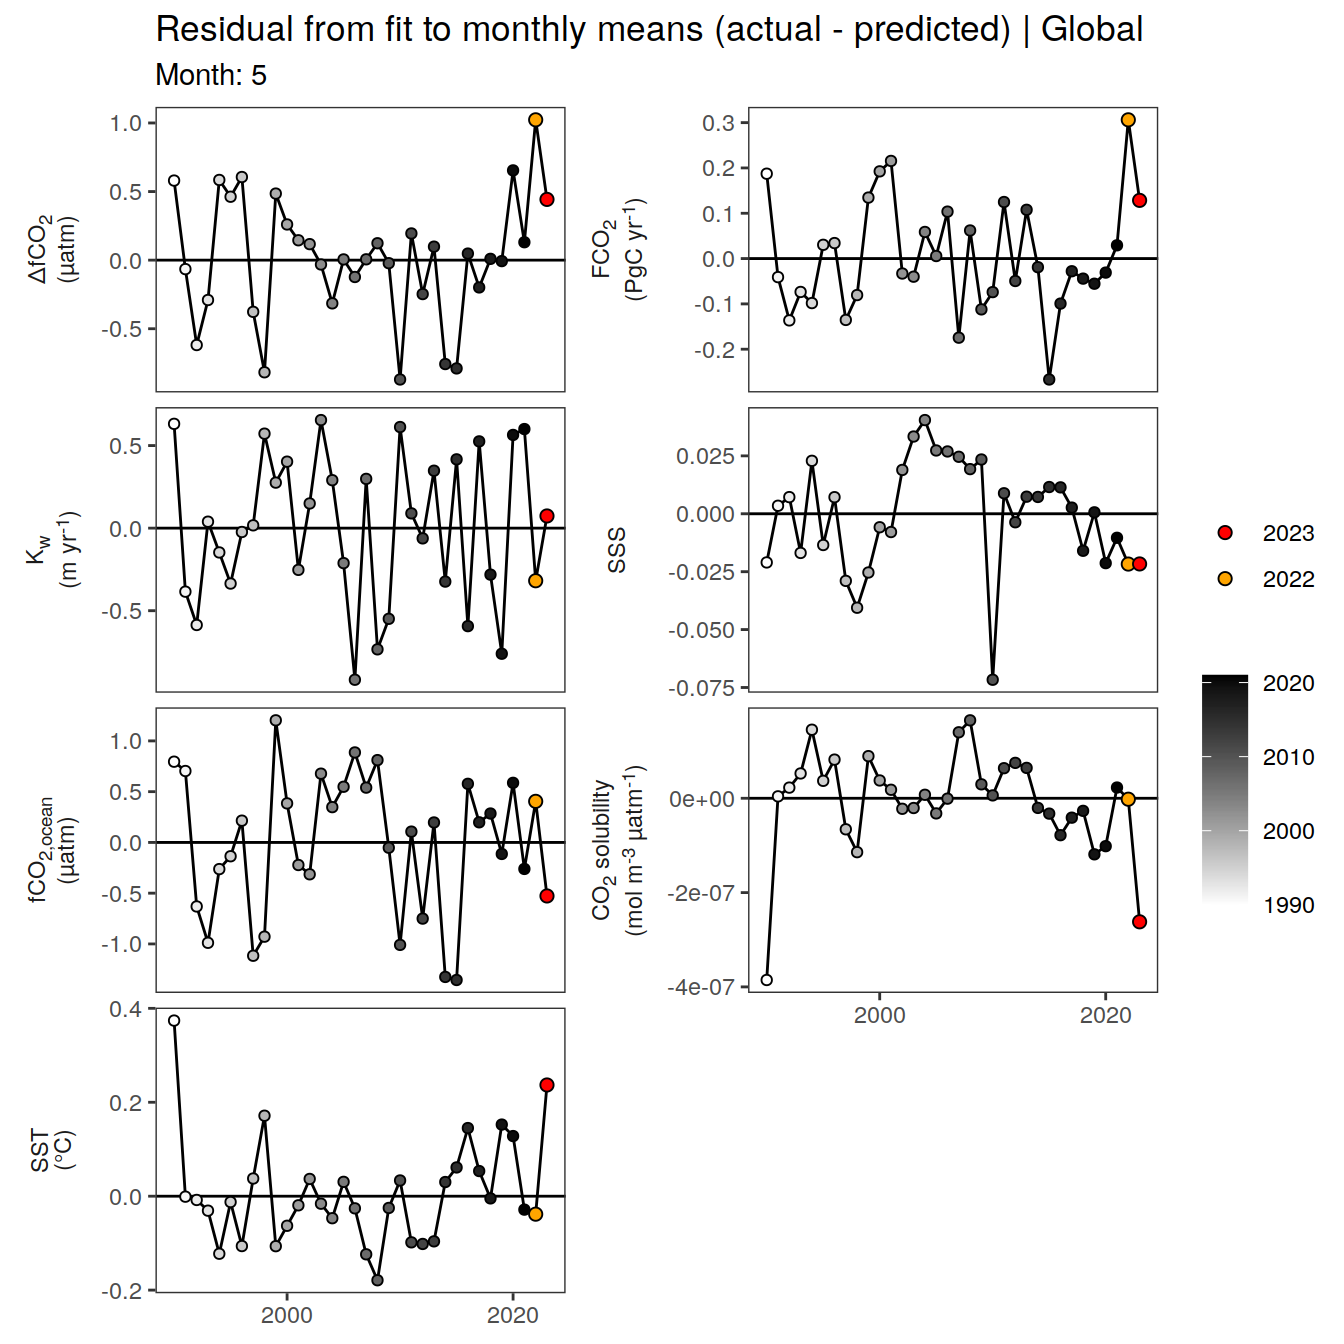 Residual from fit to monthly means (actual - predicted) | Global
Month: 5
ΔfCO2
(µatm)
1.0
0.5
0.0
-0.5
FCO2
(PgC yr-1)
0.3
0.2
0.1
0.0
-0.1
-0.2
Kw
(m yr-1)
0.5
0.0
-0.5
SSS
0.025
0.000
-0.025
-0.050
-0.075
fCO2,ocean
(µatm)
1.0
0.5
0.0
-0.5
-1.0
CO2 solubility
(mol m-3 µatm-1)
0e+00
-2e-07
-4e-07
2000
2020
SST
(°C)
0.4
0.2
0.0
-0.2
2000
2020
2023
2022
2020
2010
2000
1990